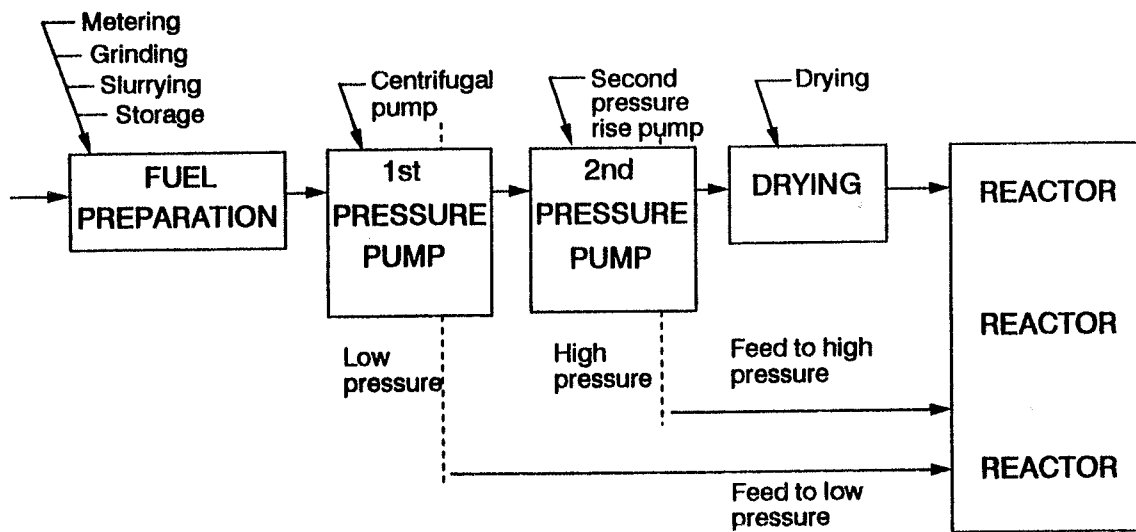 Metering
Grinding
Slurrying
Storage
Centrifugal
pump
Second
pressure
rise pump
Drying
FUEL
PREPARATION
1st
PRESSURE
PUMP
2nd
PRESSURE
PUMP
DRYING
REACTOR
REACTOR
REACTOR
Low
pressure
High
pressure
Feed to high
pressure
Feed to low
pressure